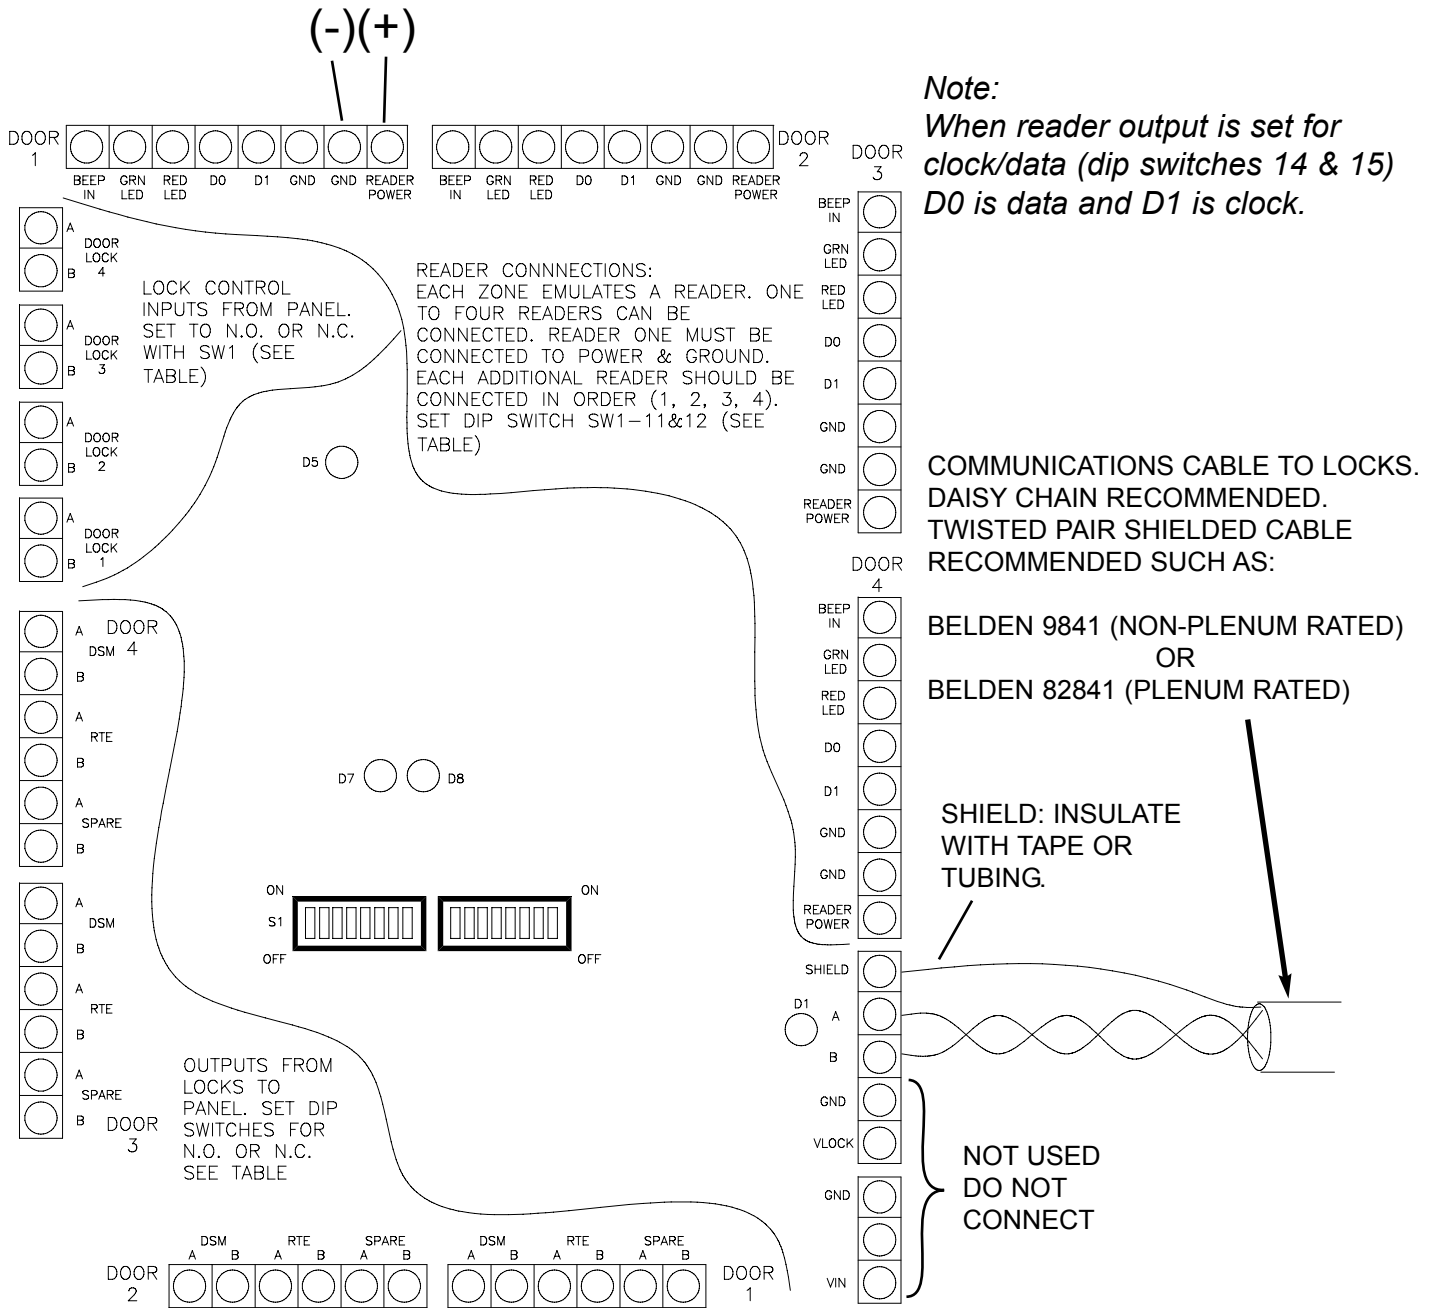 (-)(+)
Note:
When reader output is set for
clock/data (dip switches 14 & 15)
D0 is data and D1 is clock.
DOOR
1
BEEP
IN
GRN
LED
RED
LED
D0
D1
GND
GND
READER
POWER
DOOR
2
BEEP
IN
GRN
LED
RED
LED
D0
D1
GND
GND
READER
POWER
DOOR
3
BEEP
IN
GRN
LED
RED
LED
D0
D1
GND
GND
READER
POWER
A
DOOR
LOCK
4
B
A
DOOR
LOCK
3
B
A
DOOR
LOCK
2
B
A
DOOR
LOCK
1
B
LOCK CONTROL
INPUTS FROM PANEL.
SET TO N.O. OR N.C.
WITH SW1 (SEE
TABLE)
READER CONNNECTIONS:
EACH ZONE EMULATES A READER. ONE
TO FOUR READERS CAN BE
CONNECTED. READER ONE MUST BE
CONNECTED TO POWER & GROUND.
EACH ADDITIONAL READER SHOULD BE
CONNECTED IN ORDER (1, 2, 3, 4).
SET DIP SWITCH SW1-11&12 (SEE
TABLE)
D5
COMMUNICATIONS CABLE TO LOCKS.
DAISY CHAIN RECOMMENDED.
TWISTED PAIR SHIELDED CABLE
RECOMMENDED SUCH AS:
BELDEN 9841 (NON-PLENUM RATED)
OR
BELDEN 82841 (PLENUM RATED)
DOOR
4
BEEP
IN
GRN
LED
RED
LED
D0
D1
GND
GND
READER
POWER
DOOR
4
A
DSM
B
A
RTE
B
A
SPARE
B
D7
D8
A
DSM
B
A
RTE
B
A
SPARE
B
DOOR
3
ON
S1
OFF
ON
OFF
SHIELD: INSULATE
WITH TAPE OR
TUBING.
SHIELD
D1
A
B
GND
VLOCK
GND
VIN
NOT USED
DO NOT
CONNECT
OUTPUTS FROM
LOCKS TO
PANEL. SET DIP
SWITCHES FOR
N.O. OR N.C.
SEE TABLE
DOOR
2
DSM
A B
RTE
A B
SPARE
A B
DSM
A B
RTE
A B
SPARE
A B
DOOR
1